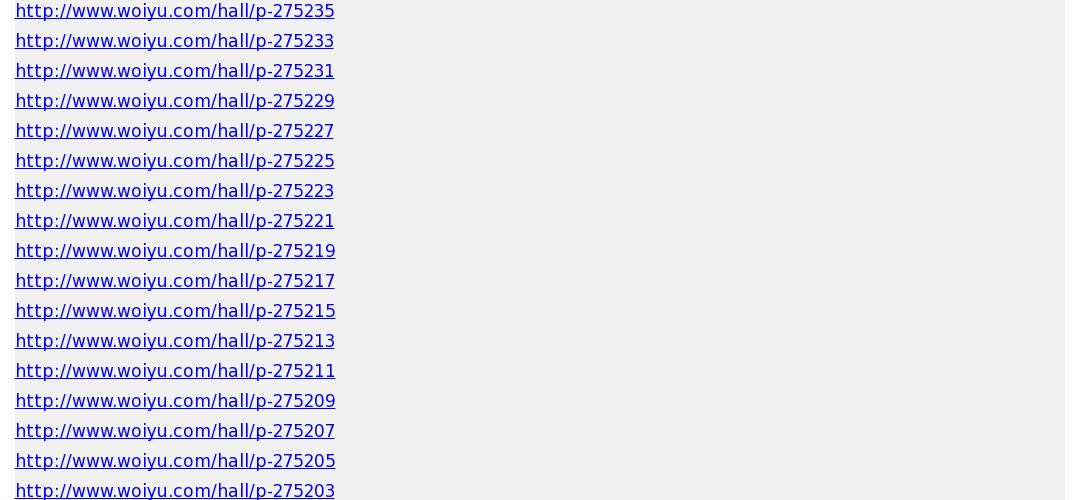 http://www.woiyu.com/hall/p-275235
http://www.woiyu.com/hall/p-275233
http://www.woiyu.com/hall/p-275231
http://www.woiyu.com/hall/p-275229
http://www.woiyu.com/hall/p-275227
http://www.woiyu.com/hall/p-275225
http://www.woiyu.com/hall/p-275223
http://www.woiyu.com/hall/p-275221
http://www.woiyu.com/hall/p-275219
http://www.woiyu.com/hall/p-275217
http://www.woiyu.com/hall/p-275215
http://www.woiyu.com/hall/p-275213
http://www.woiyu.com/hall/p-275211
http://www.woiyu.com/hall/p-275209
http://www.woiyu.com/hall/p-275207
http://www.woiyu.com/hall/p-275205
http://www.woiyu.com/hall/p-275203